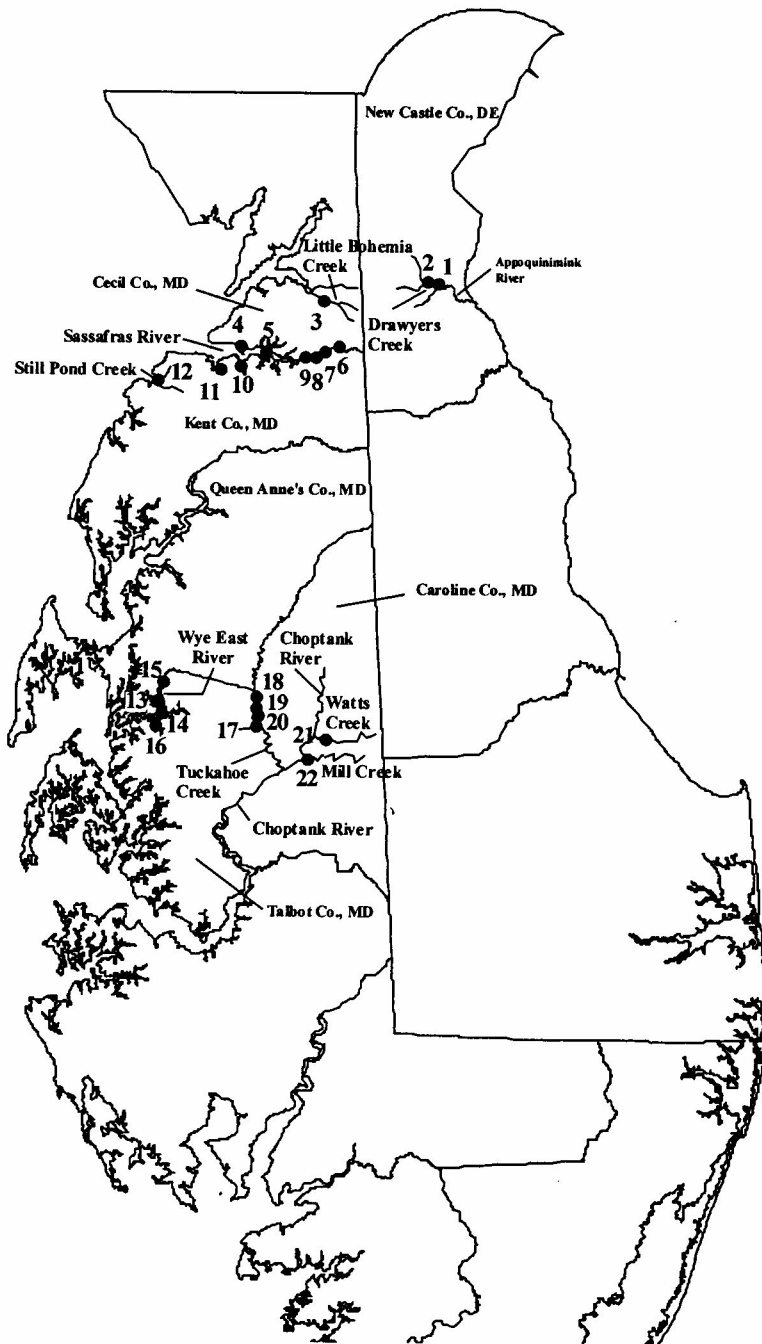 New Castle Co., DE
Little Bohemia
Creek
2
1
Appoquinimink
River
Cecil Co., MD
3
Drawyers
Creek
Sassafras River
4
5
6
Still Pond Creek
12
11
10
9
8
7
Kent Co., MD
Queen Anne's Co., MD
Caroline Co., MD
Wye East
River
Choptank
River
15
18
13
19
Watts
Creek
14
20
16
17
21
Tuckahoe
Creek
22
Mill Creek
Choptank River
Talbot Co., MD